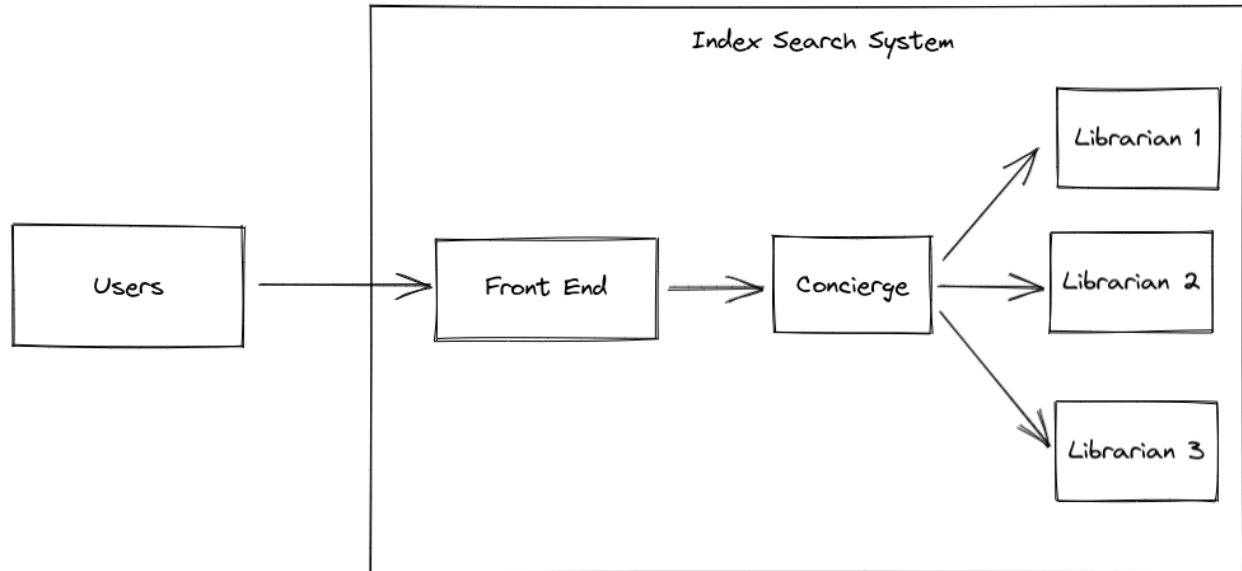 Index Search System
Librarian 1
Users
Front End
Concierge
Librarian 2
Librarian 3